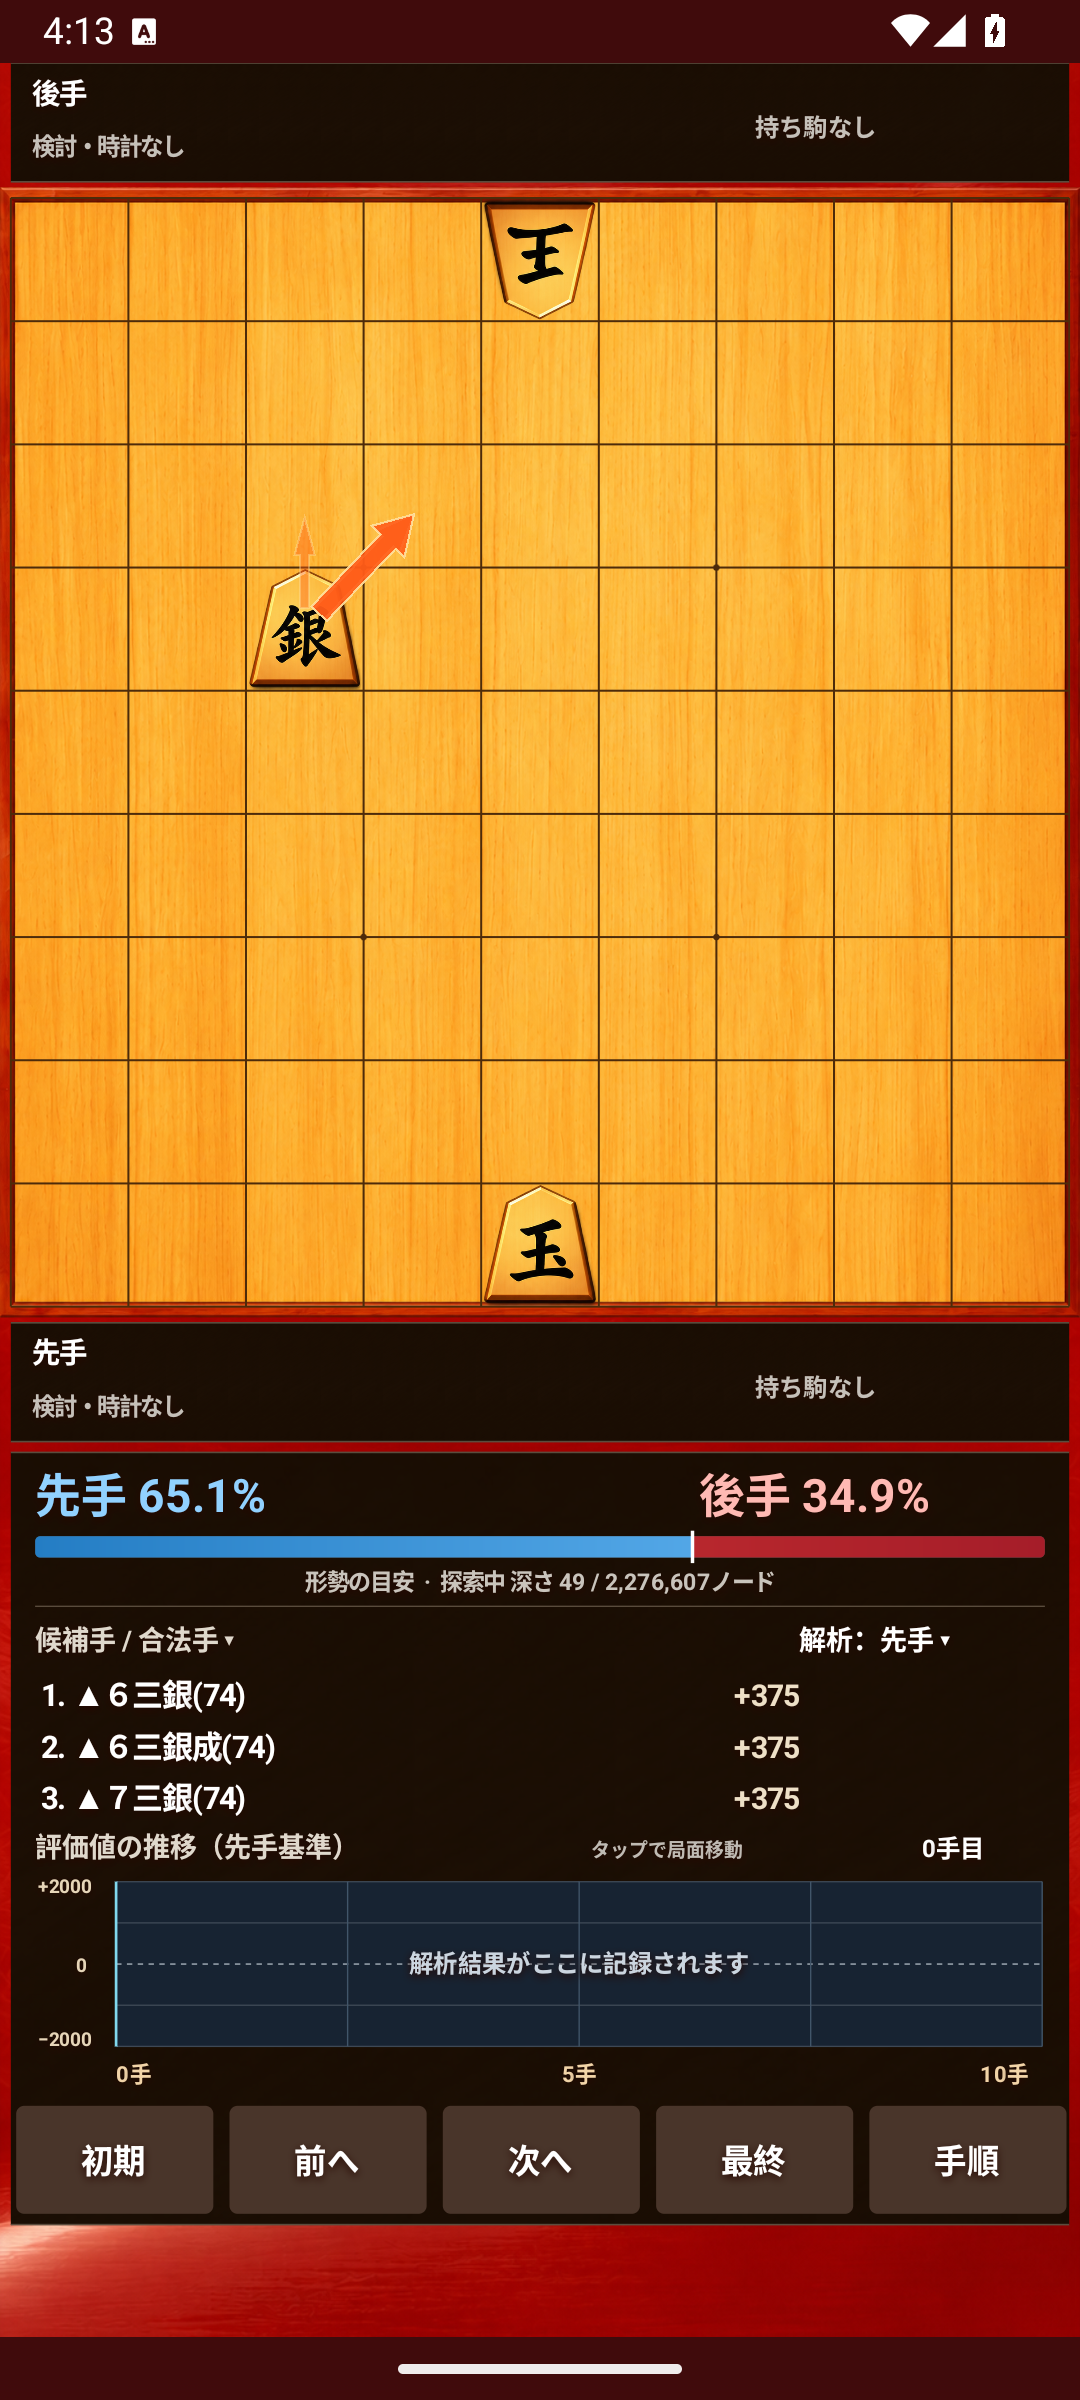 4:13
後手
検討・時計なし
持ち駒なし
王
銀
玉
先手
検討・時計なし
持ち駒なし
先手 65.1%
後手 34.9%
形勢の目安 · 探索中 深さ 49 / 2,276,607ノード
候補手 / 合法手 ▾
解析：先手 ▾
1. ▲６三銀(74) +375
2. ▲６三銀成(74) +375
3. ▲７三銀(74) +375
評価値の推移（先手基準）
タップで局面移動
0手目
+2000
0
−2000
解析結果がここに記録されます
0手
5手
10手
初期
前へ
次へ
最終
手順